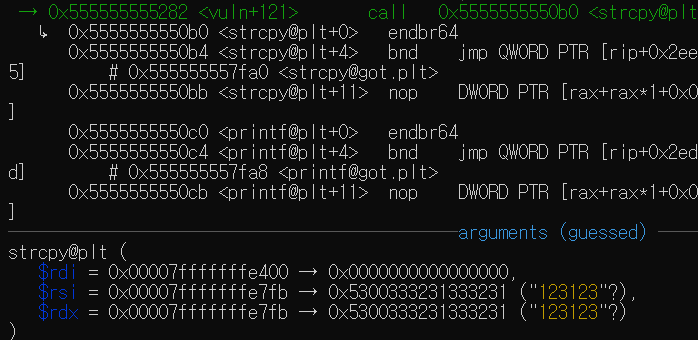 → 0x555555555282 <vuln+121> call 0x5555555550b0 <strcpy@plt
↳ 0x5555555550b0 <strcpy@plt+0> endbr64
0x5555555550b4 <strcpy@plt+4> bnd jmp QWORD PTR [rip+0x2ee
5] # 0x555555557fa0 <strcpy@got.plt>
0x5555555550bb <strcpy@plt+11> nop DWORD PTR [rax+rax*1+0x0
]
0x5555555550c0 <printf@plt+0> endbr64
0x5555555550c4 <printf@plt+4> bnd jmp QWORD PTR [rip+0x2ed
d] # 0x555555557fa8 <printf@got.plt>
0x5555555550cb <printf@plt+11> nop DWORD PTR [rax+rax*1+0x0
]
arguments (guessed)
strcpy@plt (
$rdi = 0x00007fffffffe400 → 0x0000000000000000,
$rsi = 0x00007fffffffe7fb → 0x5300333231333231 ("123123"?),
$rdx = 0x00007fffffffe7fb → 0x5300333231333231 ("123123"?)
)